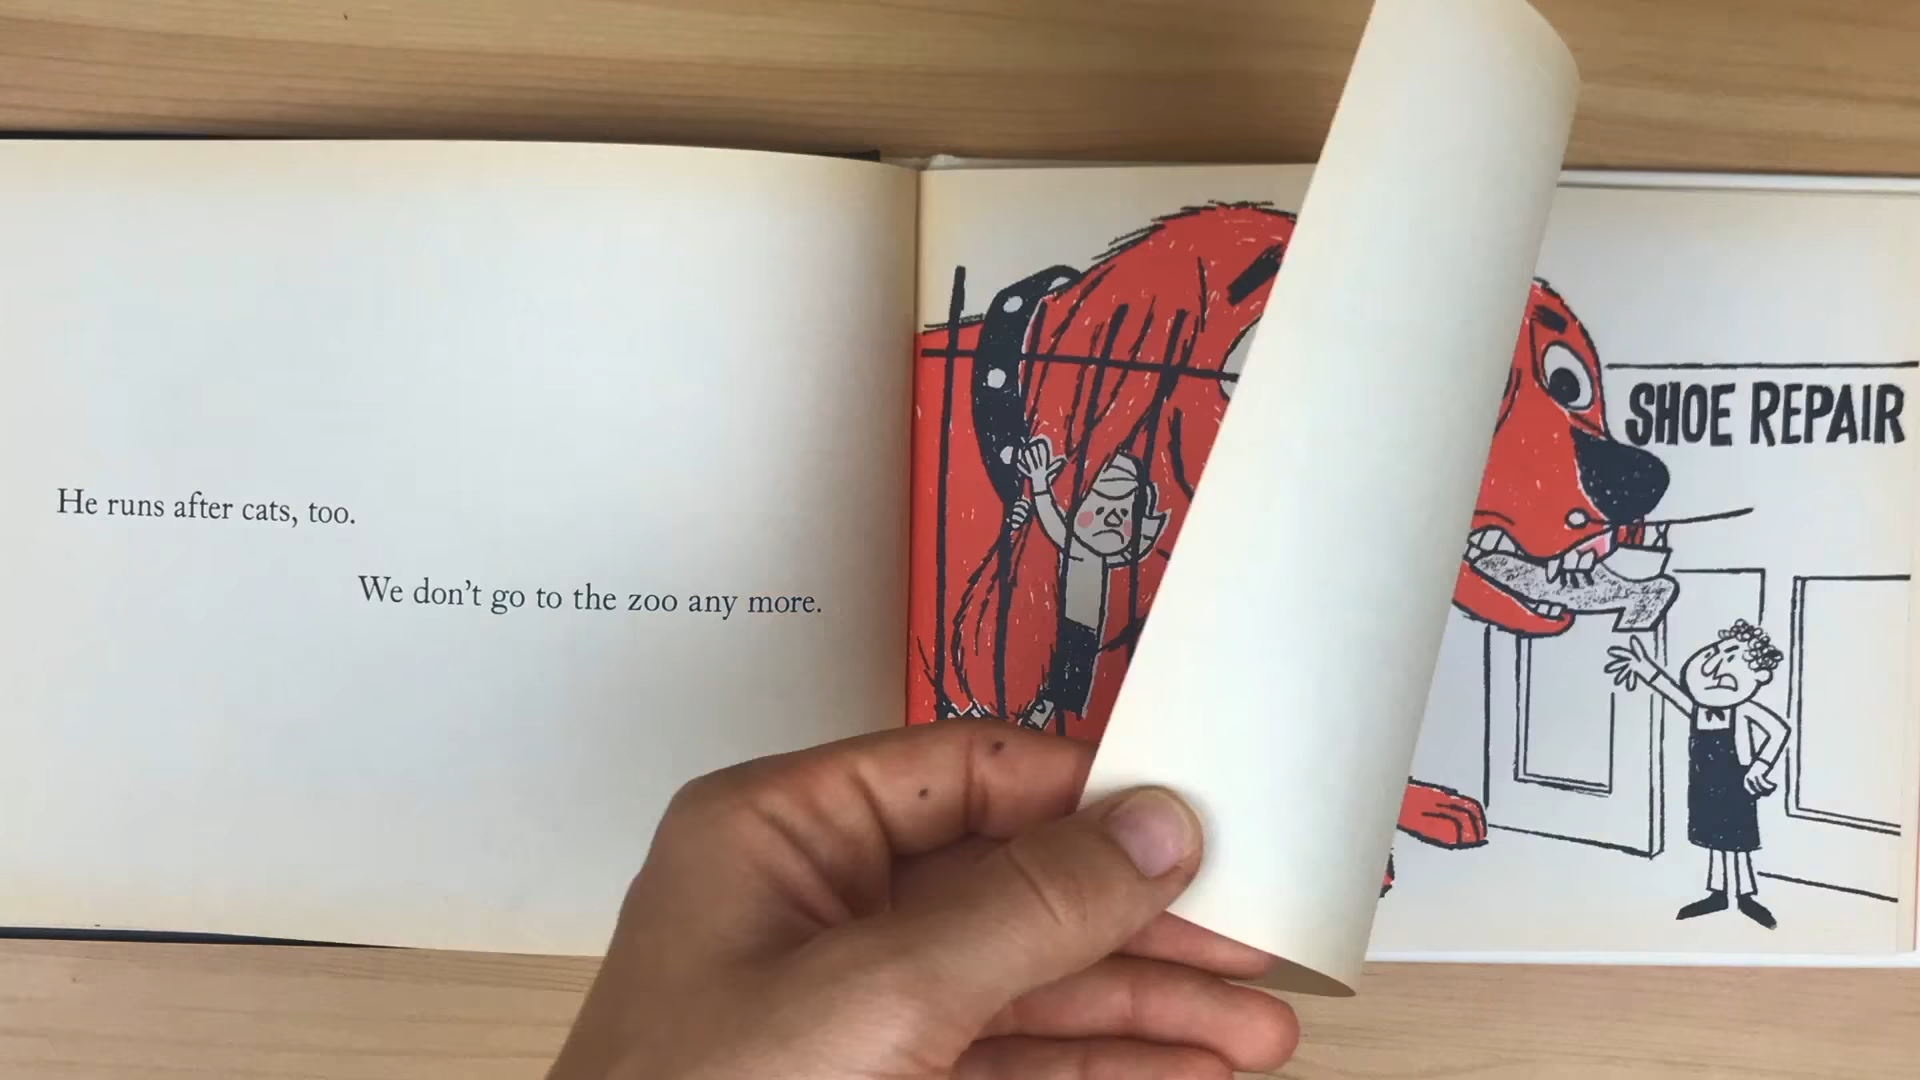 He runs after cats, too.
We don't go to the zoo any more.
SHOE REPAIR